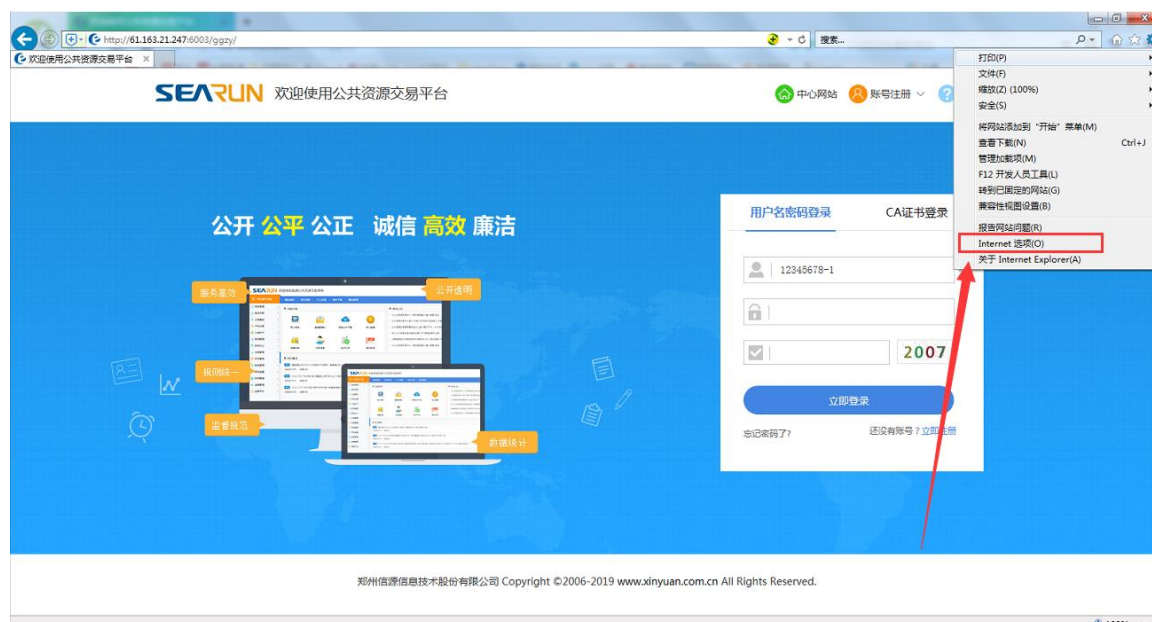 http://61.163.21.247:6003/ggzy/
搜索...
欢迎使用公共资源交易平台
SEARUN 欢迎使用公共资源交易平台
中心网站
账号注册
打印(P)
文件(F)
缩放(Z) (100%)
安全(S)
将网站添加到“开始”菜单(M)
查看下载(N) Ctrl+J
管理加载项(M)
F12 开发人员工具(L)
转到已固定的网站(G)
兼容性视图设置(B)
报告网站问题(R)
Internet 选项(O)
关于 Internet Explorer(A)
公开 公平 公正 诚信 高效 廉洁
服务高效
公开透明
规则统一
监督规范
数据统计
用户名密码登录 CA证书登录
12345678-1
2007
立即登录
忘记密码了?
还没有账号？立即注册
郑州信源信息技术股份有限公司 Copyright ©2006-2019 www.xinyuan.com.cn All Rights Reserved.